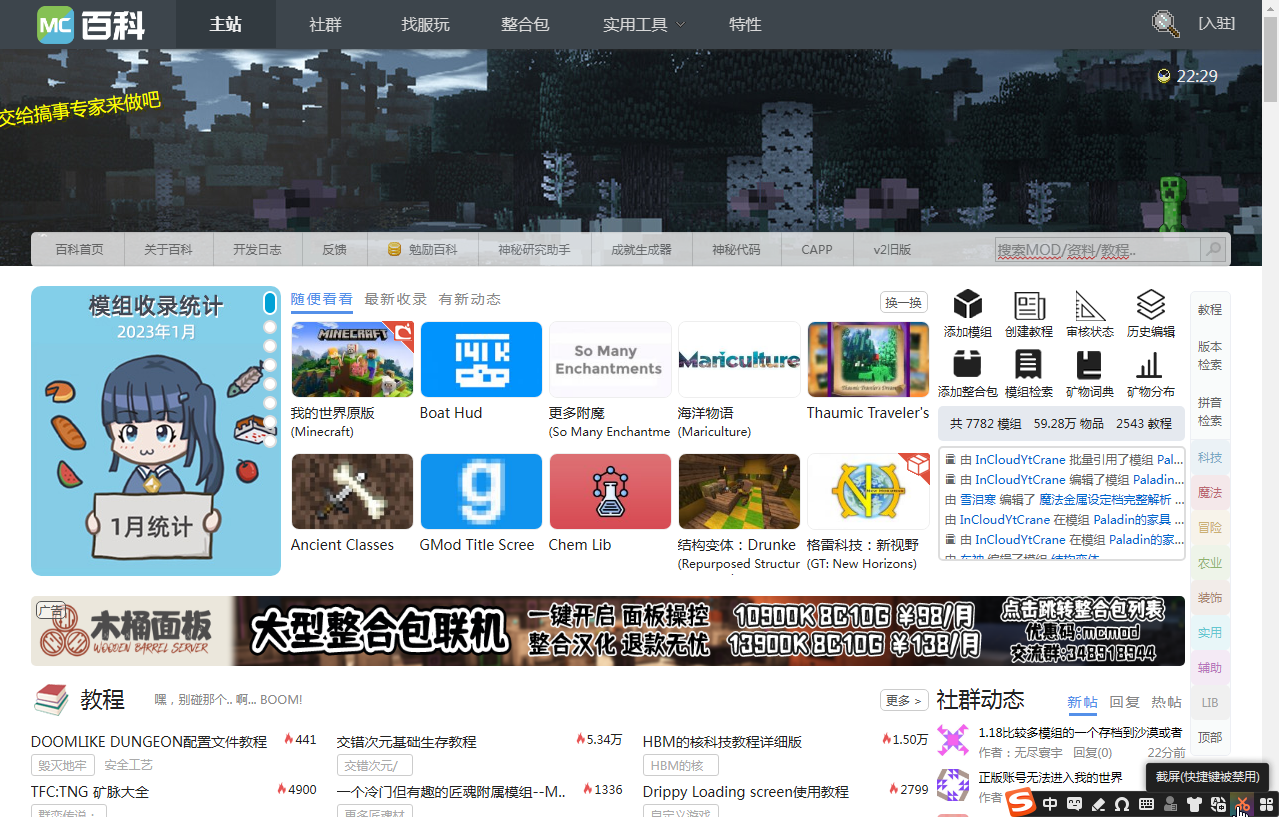 MC 百科 主站 社群 找服玩 整合包 实用工具 特性 [入驻]
22:29
交给搞事专家来做吧
百科首页 关于百科 开发日志 反馈 勉励百科 神秘研究助手 成就生成器 神秘代码 CAPP v2旧版 搜索MOD/资料/教程..
模组收录统计
2023年1月
1月统计
随便看看 最新收录 有新动态 换一换
MINECRAFT
So Many
Enchantments
Mariculture
Thaumic Traveler's Dream
我的世界原版 Boat Hud 更多附魔 海洋物语 Thaumic Traveler's
(Minecraft) (So Many Enchantme (Mariculture)
Ancient Classes GMod Title Scree Chem Lib 结构变体：Drunke 格雷科技：新视野
(Repurposed Structur (GT: New Horizons)
添加模组 创建教程 审核状态 历史编辑
添加整合包 模组检索 矿物词典 矿物分布
共 7782 模组 59.28万 物品 2543 教程
由 InCloudYtCrane 批量引用了模组 Pal...
由 InCloudYtCrane 编辑了模组 Paladin...
由 雪泪寒 编辑了 魔法金属设定档完整解析 ...
由 InCloudYtCrane 在模组 Paladin的家具 ...
由 InCloudYtCrane 在模组 Paladin的家...
教程
版本
检索
拼音
检索
科技
魔法
冒险
农业
装饰
实用
辅助
LIB
顶部
广告
木桶面板
WOODEN BARREL SERVER
大型整合包联机
一键开启 面板操控
整合汉化 退款无忧
10900K 8C10G ￥98/月
13900K 8C10G ￥138/月
点击跳转整合包列表
优惠码:mcmod
交流群:348918944
教程 嘿，别碰那个.. 啊... BOOM! 更多 >
DOOMLIKE DUNGEON配置文件教程 441 交错次元基础生存教程 5.34万 HBM的核科技教程详细版 1.50万
毁灭地牢 安全工艺 交错次元/ HBM的核
TFC:TNG 矿脉大全 4900 一个冷门但有趣的匠魂附属模组--M.. 1336 Drippy Loading screen使用教程 2799
群峦传说： 更多匠魂材 自定义游戏
社群动态 新帖 回复 热帖
1.18比较多模组的一个存档到沙漠或者
作者：无尽寰宇 回复(0) 22分前
正版账号无法进入我的世界
作者
截屏(快捷键被禁用)
中